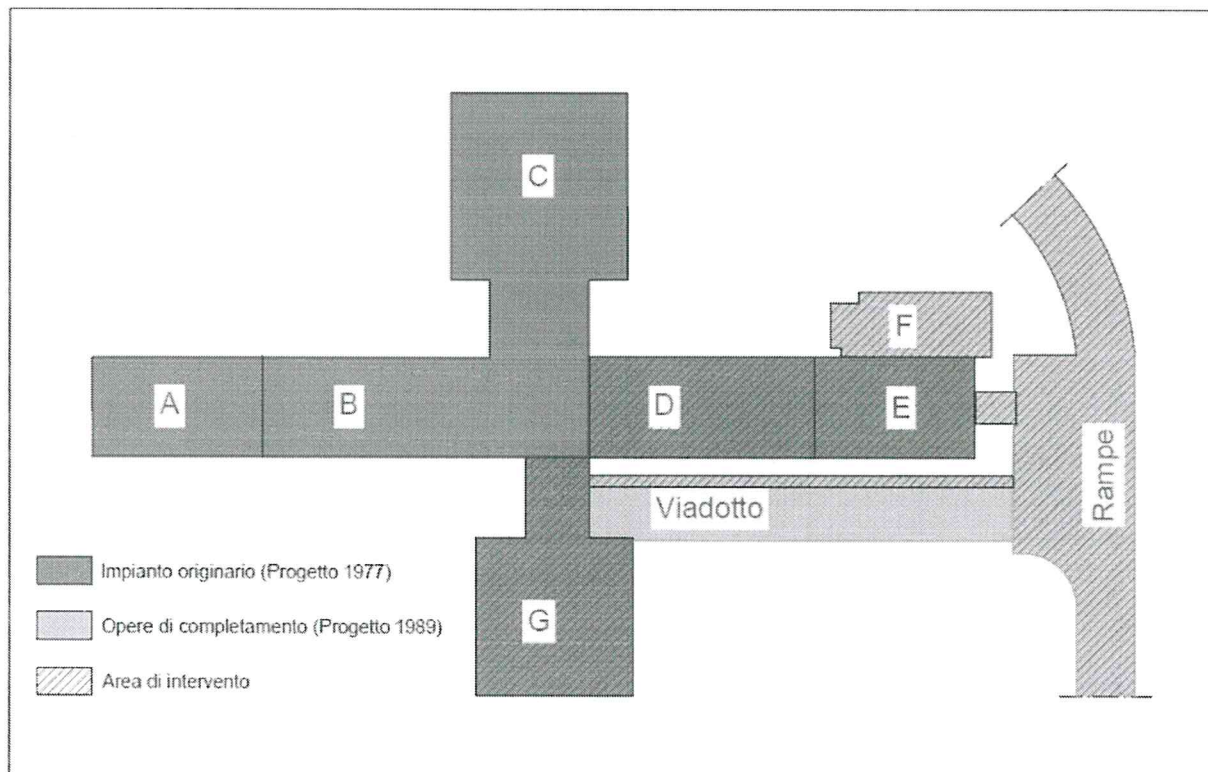 C
F
A
B
D
E
Rampe
Viadotto
G
Impianto originario (Progetto 1977)
Opere di completamento (Progetto 1989)
Area di intervento